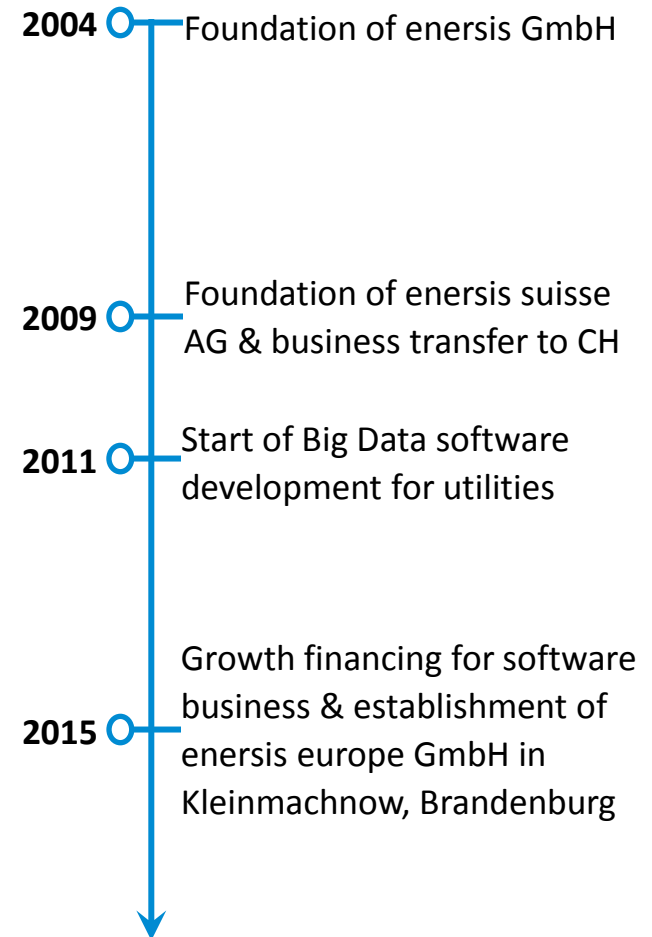 2004 Foundation of enersis GmbH
Foundation of enersis suisse
2009
AG & business transfer to CH
Start of Big Data software
2011
development for utilities
Growth financing for software
business & establishment of
2015
enersis europe GmbH in
Kleinmachnow, Brandenburg